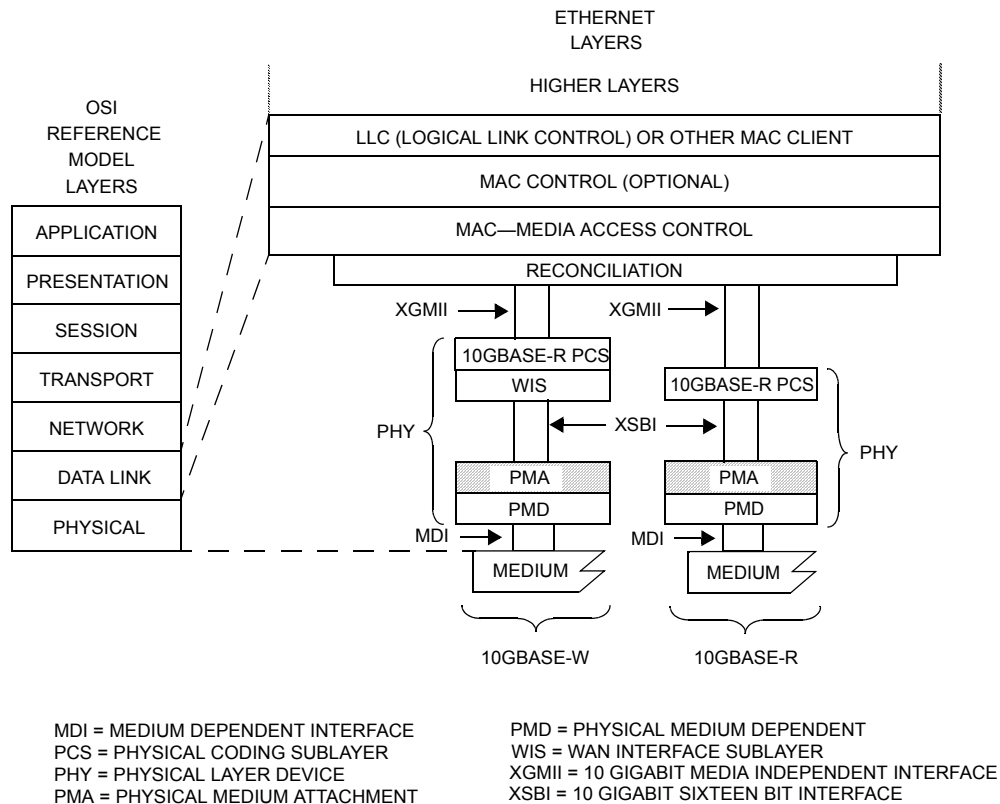 ETHERNET
LAYERS
HIGHER LAYERS
OSI
REFERENCE
MODEL
LAYERS
LLC (LOGICAL LINK CONTROL) OR OTHER MAC CLIENT
MAC CONTROL (OPTIONAL)
MAC—MEDIA ACCESS CONTROL
RECONCILIATION
APPLICATION
PRESENTATION
SESSION
TRANSPORT
NETWORK
DATA LINK
PHYSICAL
XGMII
XGMII
10GBASE-R PCS
WIS
10GBASE-R PCS
PHY
XSBI
PHY
PMA
PMA
PMD
PMD
MDI
MDI
MEDIUM
MEDIUM
10GBASE-W
10GBASE-R
MDI = MEDIUM DEPENDENT INTERFACE
PCS = PHYSICAL CODING SUBLAYER
PHY = PHYSICAL LAYER DEVICE
PMA = PHYSICAL MEDIUM ATTACHMENT
PMD = PHYSICAL MEDIUM DEPENDENT
WIS = WAN INTERFACE SUBLAYER
XGMII = 10 GIGABIT MEDIA INDEPENDENT INTERFACE
XSBI = 10 GIGABIT SIXTEEN BIT INTERFACE